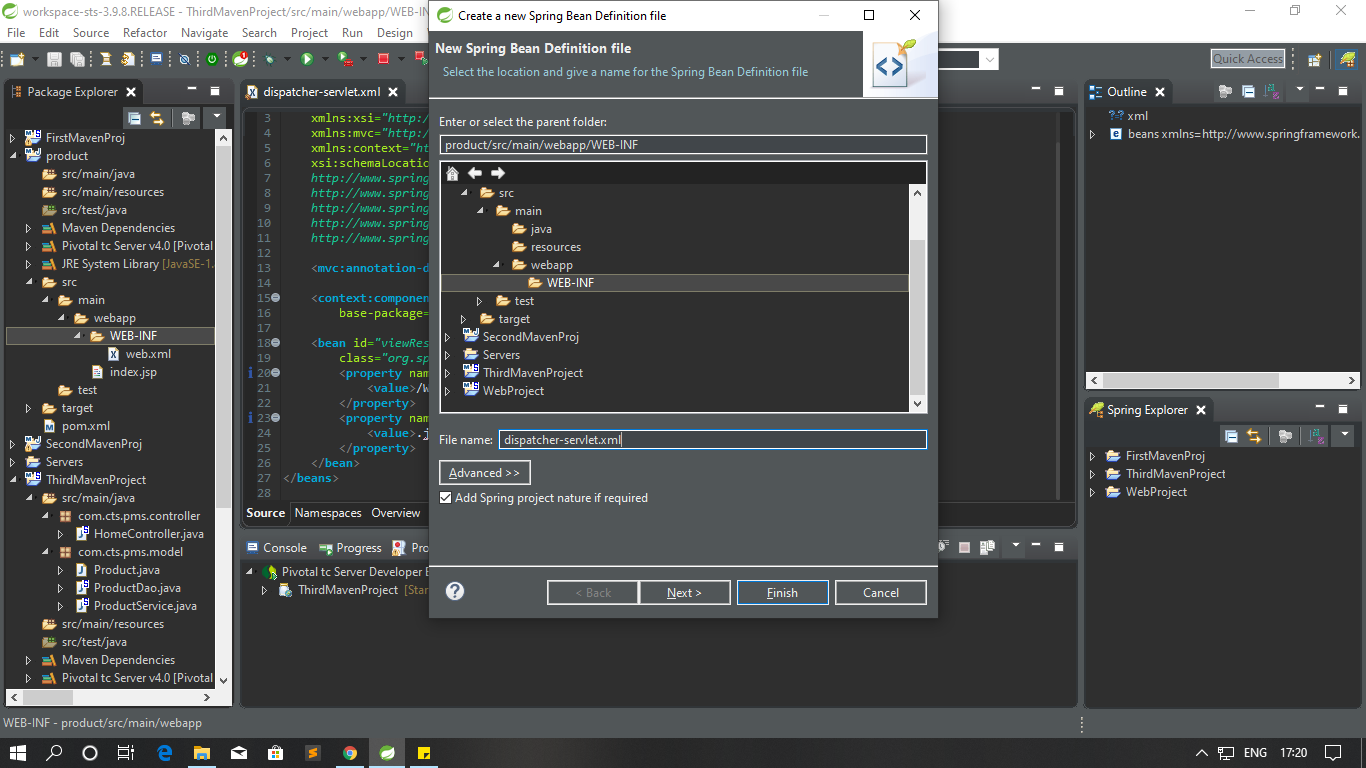 workspace-sts-3.9.8.RELEASE - ThirdMavenProject/src/main/webapp/WEB-IN
File Edit Source Refactor Navigate Search Project Run Design
Quick Access
Package Explorer
FirstMavenProj
product
src/main/java
src/main/resources
src/test/java
Maven Dependencies
Pivotal tc Server v4.0 [Pivotal
JRE System Library [JavaSE-1.
src
main
webapp
WEB-INF
web.xml
index.jsp
test
target
pom.xml
SecondMavenProj
Servers
ThirdMavenProject
src/main/java
com.cts.pms.controller
HomeController.java
com.cts.pms.model
Product.java
ProductDao.java
ProductService.java
src/main/resources
src/test/java
Maven Dependencies
Pivotal tc Server v4.0 [Pivotal
dispatcher-servlet.xml
3 xmlns:xsi="http:/
4 xmlns:mvc="http:/
5 xmlns:context="ht
6 xsi:schemaLocatio
7 http://www.spring
8 http://www.spring
9 http://www.spring
10 http://www.spring
11 http://www.spring
12
13 <mvc:annotation-d
14
15 <context:componen
16 base-package=
17
18 <bean id="viewRes
19 class="org.sp
20 <property nam
21 <value>/W
22 </property>
23 <property nam
24 <value>.j
25 </property>
26 </bean>
27 </beans>
28
Source Namespaces Overview
Console Progress Pro
Pivotal tc Server Developer E
ThirdMavenProject [Star
Create a new Spring Bean Definition file
New Spring Bean Definition file
Select the location and give a name for the Spring Bean Definition file
Enter or select the parent folder:
product/src/main/webapp/WEB-INF
src
main
java
resources
webapp
WEB-INF
test
target
SecondMavenProj
Servers
ThirdMavenProject
WebProject
File name: dispatcher-servlet.xml
Advanced >>
Add Spring project nature if required
< Back Next > Finish Cancel
Outline
xml
beans xmlns=http://www.springframework.
Spring Explorer
FirstMavenProj
ThirdMavenProject
WebProject
WEB-INF - product/src/main/webapp
ENG 17:20